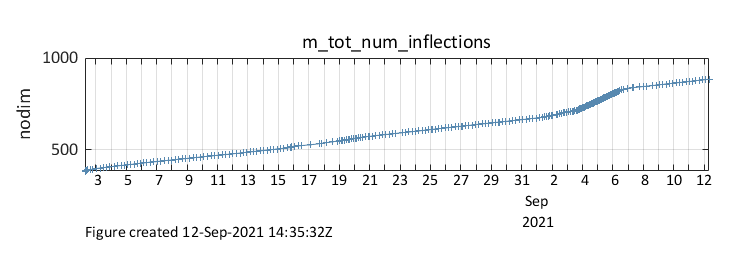 m_tot_num_inflections
1000
500
nodim
3 5 7 9 11 13 15 17 19 21 23 25 27 29 31 2 4 6 8 10 12
Sep
2021
Figure created 12-Sep-2021 14:35:32Z